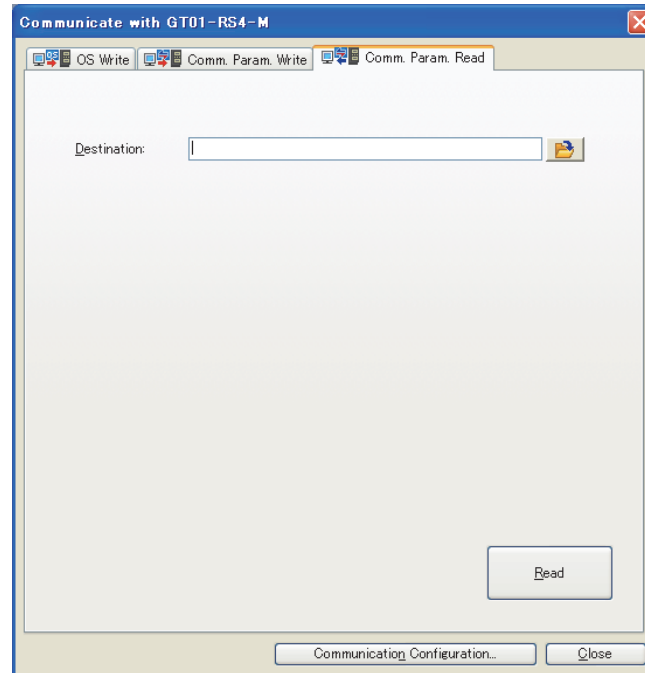 Communicate with GT01-RS4-M
OS Write Comm. Param. Write Comm. Param. Read
Destination:
Read
Communication Configuration... Close